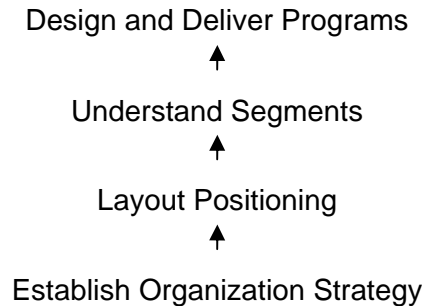 Design and Deliver Programs
Understand Segments
Layout Positioning
Establish Organization Strategy